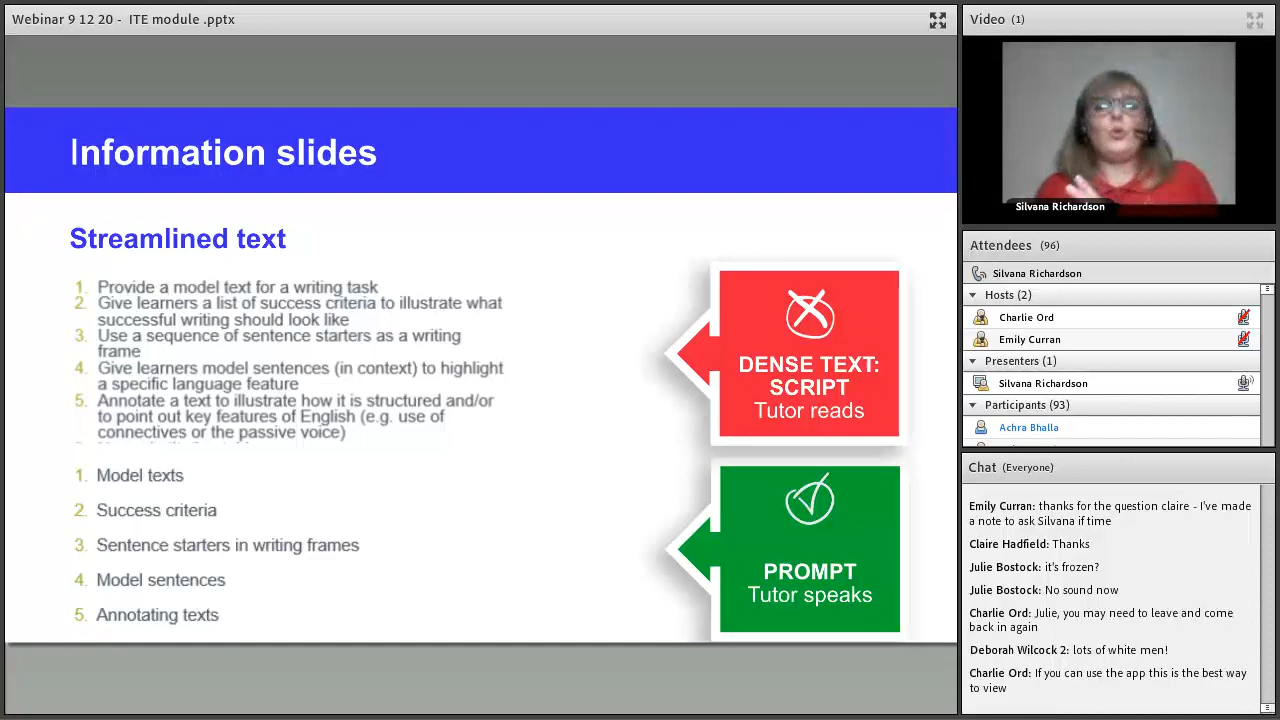 Webinar 9 12 20 - ITE module .pptx
Information slides
Streamlined text
1. Provide a model text for a writing task
2. Give learners a list of success criteria to illustrate what
successful writing should look like
3. Use a sequence of sentence starters as a writing
frame
4. Give learners model sentences (in context) to highlight
a specific language feature
5. Annotate a text to illustrate how it is structured and/or
to point out key features of English (e.g. use of
connectives or the passive voice)
1. Model texts
2. Success criteria
3. Sentence starters in writing frames
4. Model sentences
5. Annotating texts
DENSE TEXT:
SCRIPT
Tutor reads
PROMPT
Tutor speaks
Video (1)
Silvana Richardson
Attendees (96)
Silvana Richardson
Hosts (2)
Charlie Ord
Emily Curran
Presenters (1)
Silvana Richardson
Participants (93)
Achra Bhalla
Chat (Everyone)
Emily Curran: thanks for the question claire - I've made
a note to ask Silvana if time
Claire Hadfield: Thanks
Julie Bostock: it's frozen?
Julie Bostock: No sound now
Charlie Ord: Julie, you may need to leave and come
back in again
Deborah Wilcock 2: lots of white men!
Charlie Ord: If you can use the app this is the best way
to view